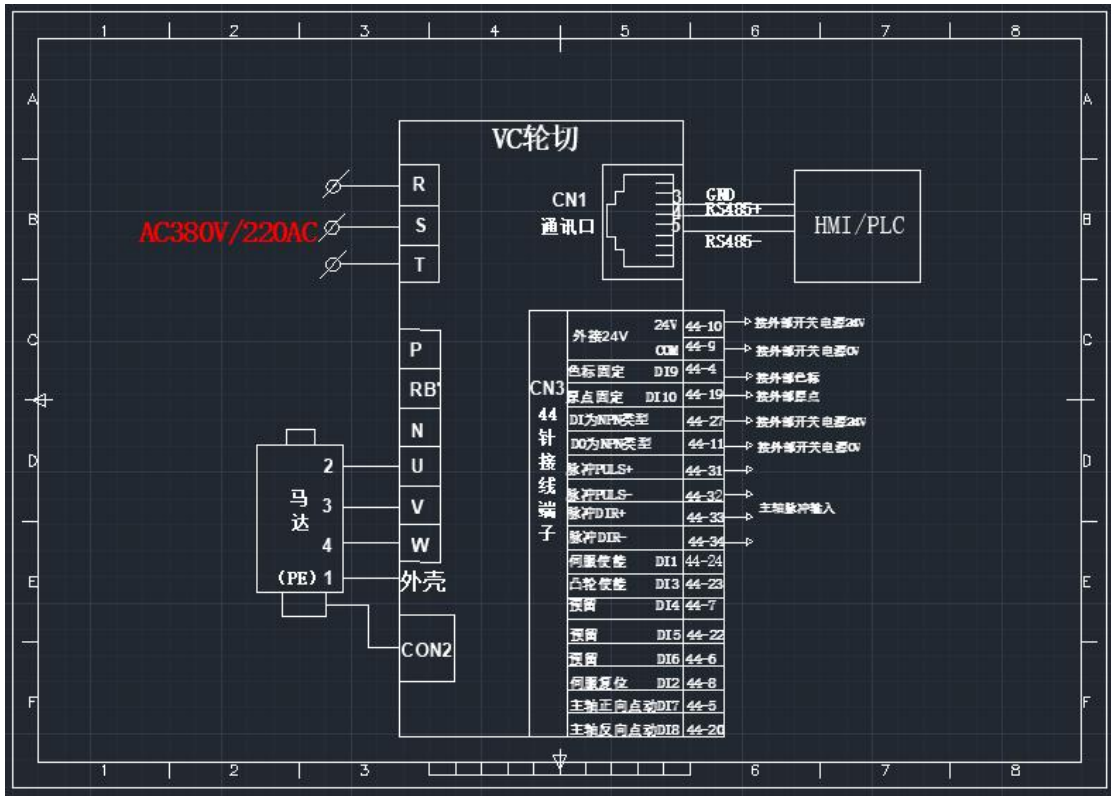 1 2 3 4 5 6 7 8
A A
B B
C C
D D
E E
F F
VC轮切
R
S
T
AC380V/220AC
CN1
通讯口
3 GND
4 RS485+
5
RS485-
HMI/PLC
P
RB'
N
U
V
W
外壳
CON2
马达
2
3
4
(PE) 1
CN3
44针接线端子
外接24V 24V 44-10 接外部开关电源24V
COM 44-9 接外部开关电源0V
色标固定 DI9 44-4 接外部色标
原点固定 DI10 44-19 接外部原点
DI为NPN类型 44-27 接外部开关电源24V
DO为NPN类型 44-11 接外部开关电源0V
脉冲PULS+ 44-31
脉冲PULS- 44-32
主轴脉冲输入
脉冲DIR+ 44-33
脉冲DIR- 44-34
伺服使能 DI1 44-24
凸轮使能 DI3 44-23
预留 DI4 44-7
预留 DI5 44-22
预留 DI6 44-6
伺服复位 DI2 44-8
主轴正向点动DI7 44-5
主轴反向点动DI8 44-20
1 2 3 6 7 8